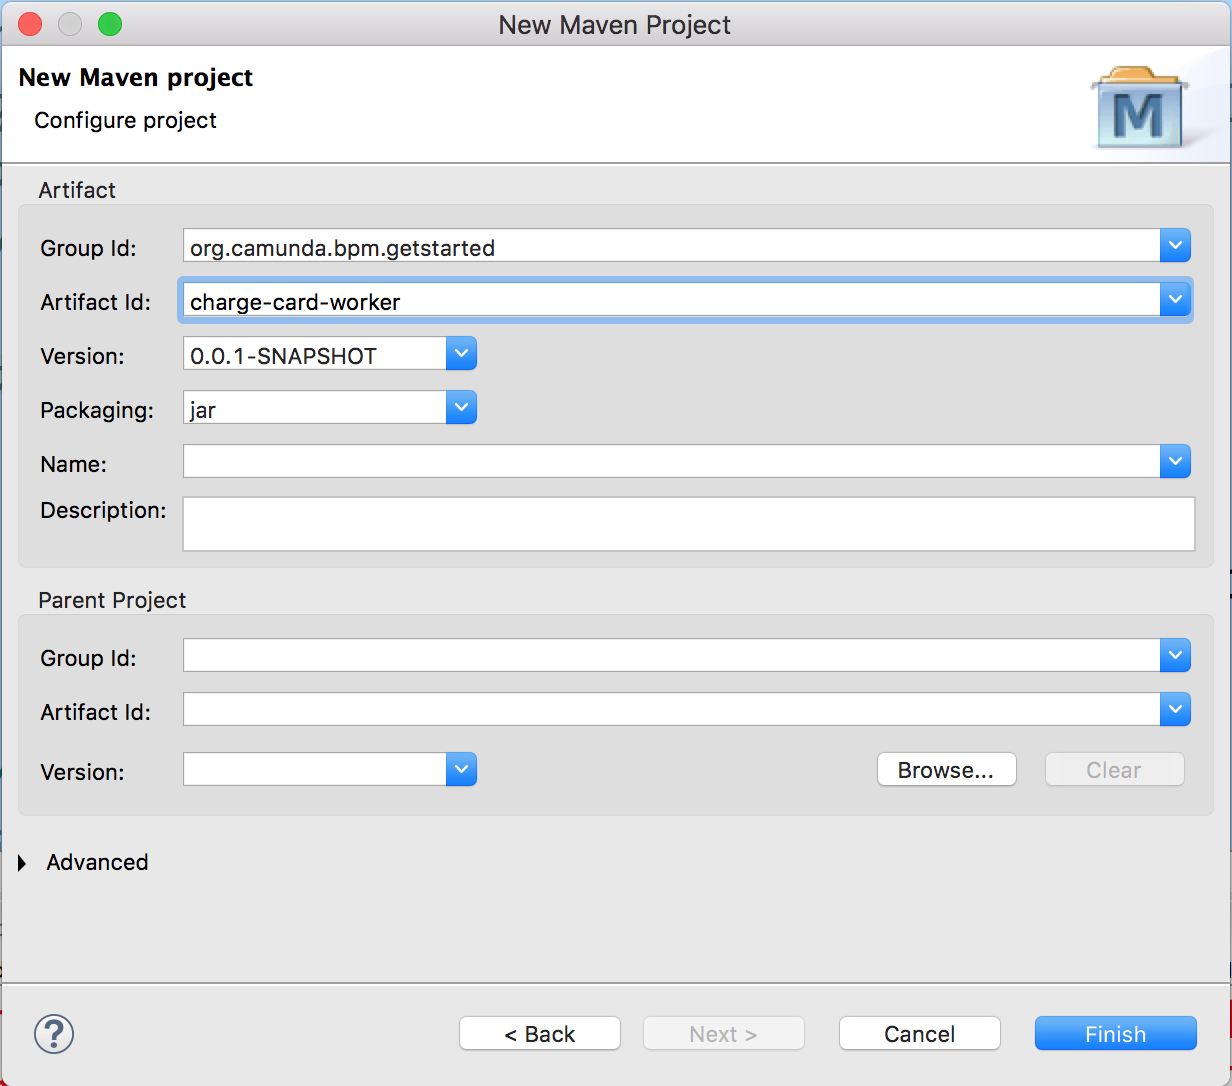 New Maven Project
New Maven project
Configure project
M
Artifact
Group Id: org.camunda.bpm.getstarted
Artifact Id: charge-card-worker
Version: 0.0.1-SNAPSHOT
Packaging: jar
Name:
Description:
Parent Project
Group Id:
Artifact Id:
Version: Browse... Clear
Advanced
? < Back Next > Cancel Finish